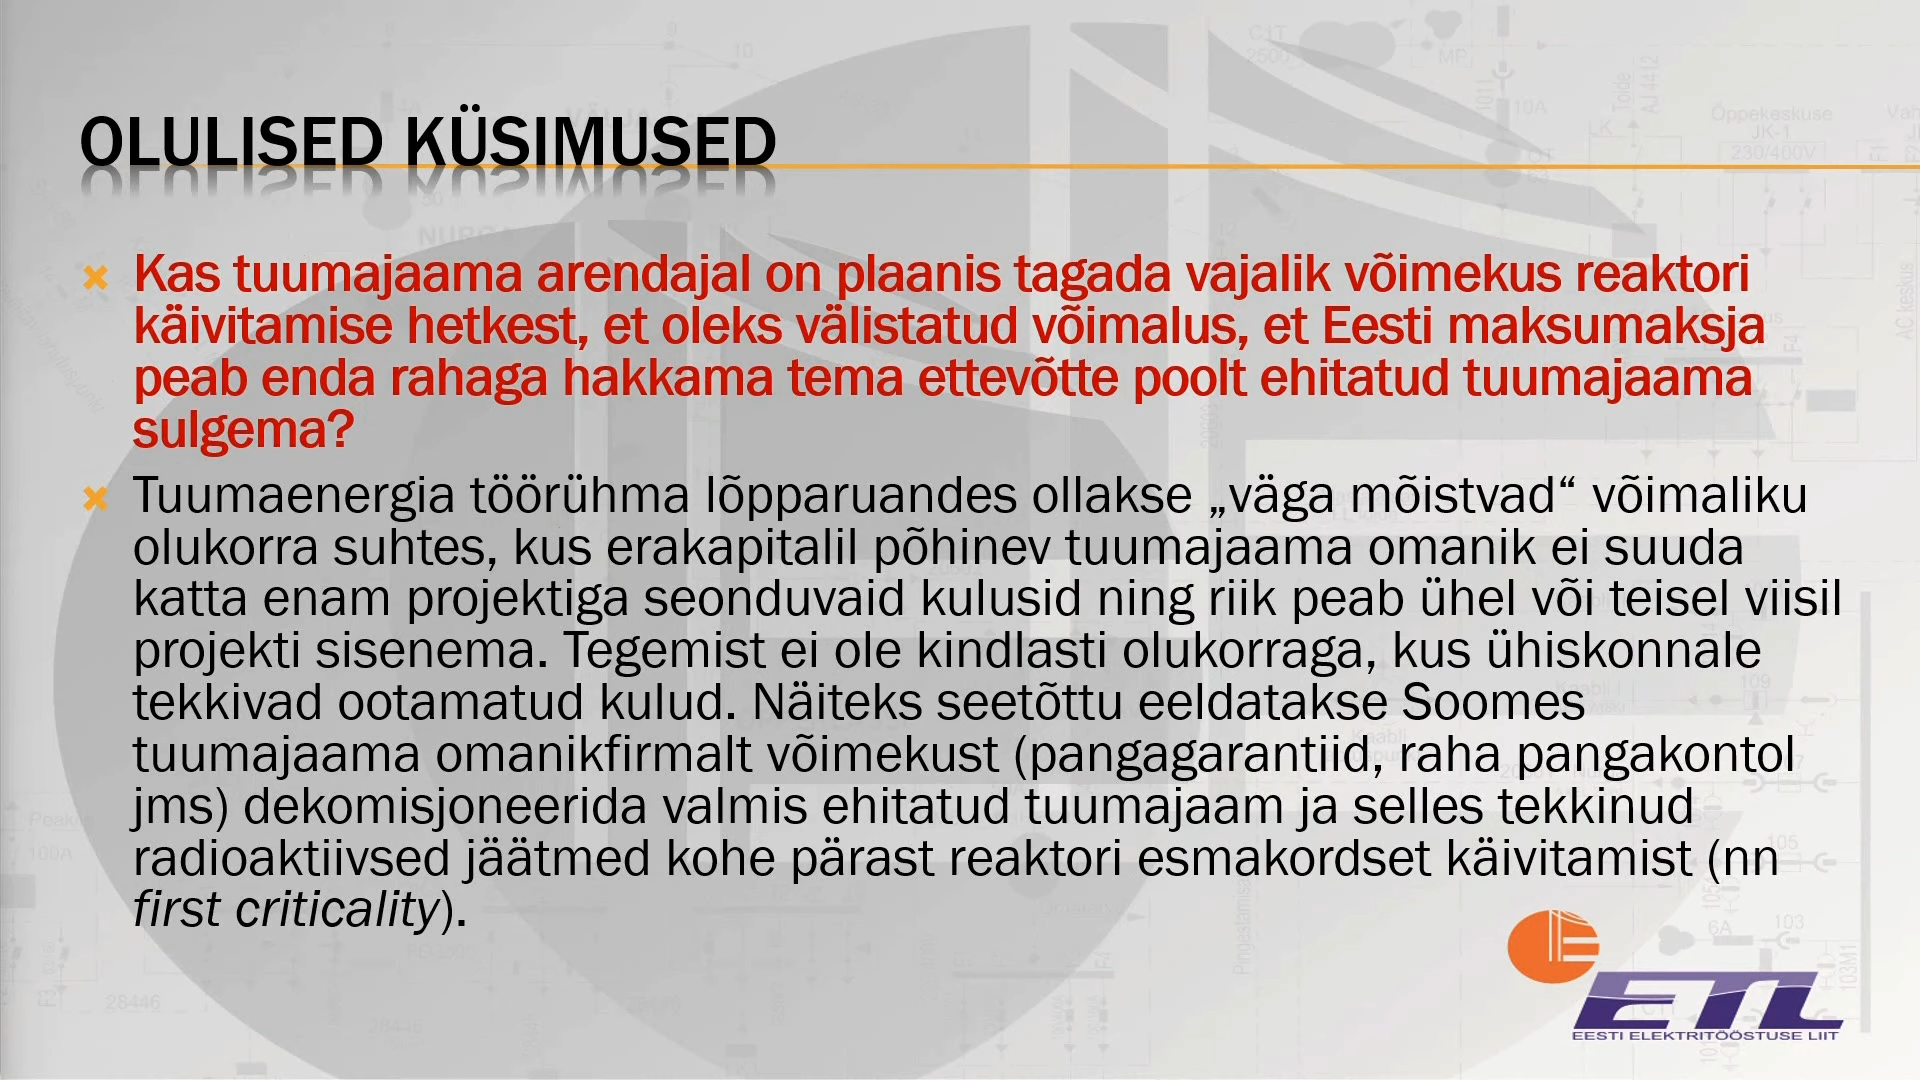 OLULISED KÜSIMUSED
Kas tuumajaama arendajal on plaanis tagada vajalik võimekus reaktori
käivitamise hetkest, et oleks välistatud võimalus, et Eesti maksumaksja
peab enda rahaga hakkama tema ettevõtte poolt ehitatud tuumajaama
sulgema?
Tuumaenergia töörühma lõpparuandes ollakse „väga mõistvad“ võimaliku
olukorra suhtes, kus erakapitalil põhinev tuumajaama omanik ei suuda
katta enam projektiga seonduvaid kulusid ning riik peab ühel või teisel viisil
projekti sisenema. Tegemist ei ole kindlasti olukorraga, kus ühiskonnale
tekkivad ootamatud kulud. Näiteks seetõttu eeldatakse Soomes
tuumajaama omanikfirmalt võimekust (pangagarantiid, raha pangakontol
jms) dekomisjoneerida valmis ehitatud tuumajaam ja selles tekkinud
radioaktiivsed jäätmed kohe pärast reaktori esmakordset käivitamist (nn
first criticality).
ETL
EESTI ELEKTRITÖÖSTUSE LIIT